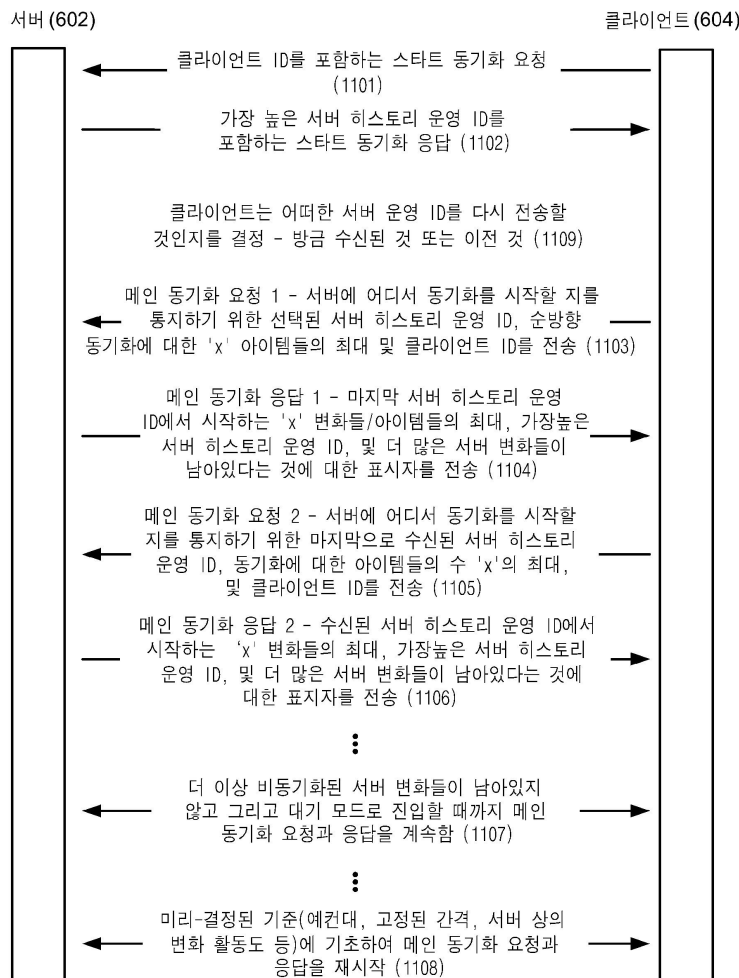 서버 (602)
클라이언트 (604)
클라이언트 ID를 포함하는 스타트 동기화 요청
(1101)
가장 높은 서버 히스토리 운영 ID를
포함하는 스타트 동기화 응답 (1102)
클라이언트는 어떠한 서버 운영 ID를 다시 전송할
것인지를 결정 - 방금 수신된 것 또는 이전 것 (1109)
메인 동기화 요청 1 - 서버에 어디서 동기화를 시작할 지를
통지하기 위한 선택된 서버 히스토리 운영 ID, 순방향
동기화에 대한 'x' 아이템들의 최대 및 클라이언트 ID를 전송 (1103)
메인 동기화 응답 1 - 마지막 서버 히스토리 운영
ID에서 시작하는 'x' 변화들/아이템들의 최대, 가장높은
서버 히스토리 운영 ID, 및 더 많은 서버 변화들이
남아있다는 것에 대한 표시자를 전송 (1104)
메인 동기화 요청 2 - 서버에 어디서 동기화를 시작할
지를 통지하기 위한 마지막으로 수신된 서버 히스토리
운영 ID, 동기화에 대한 아이템들의 수 'x'의 최대,
및 클라이언트 ID를 전송 (1105)
메인 동기화 응답 2 - 수신된 서버 히스토리 운영 ID에서
시작하는 ‘x' 변화들의 최대, 가장높은 서버 히스토리
운영 ID, 및 더 많은 서버 변화들이 남아있다는 것에
대한 표지자를 전송 (1106)
더 이상 비동기화된 서버 변화들이 남아있지
않고 그리고 대기 모드로 진입할 때까지 메인
동기화 요청과 응답을 계속함 (1107)
미리-결정된 기준(예컨대, 고정된 간격, 서버 상의
변화 활동도 등)에 기초하여 메인 동기화 요청과
응답을 재시작 (1108)